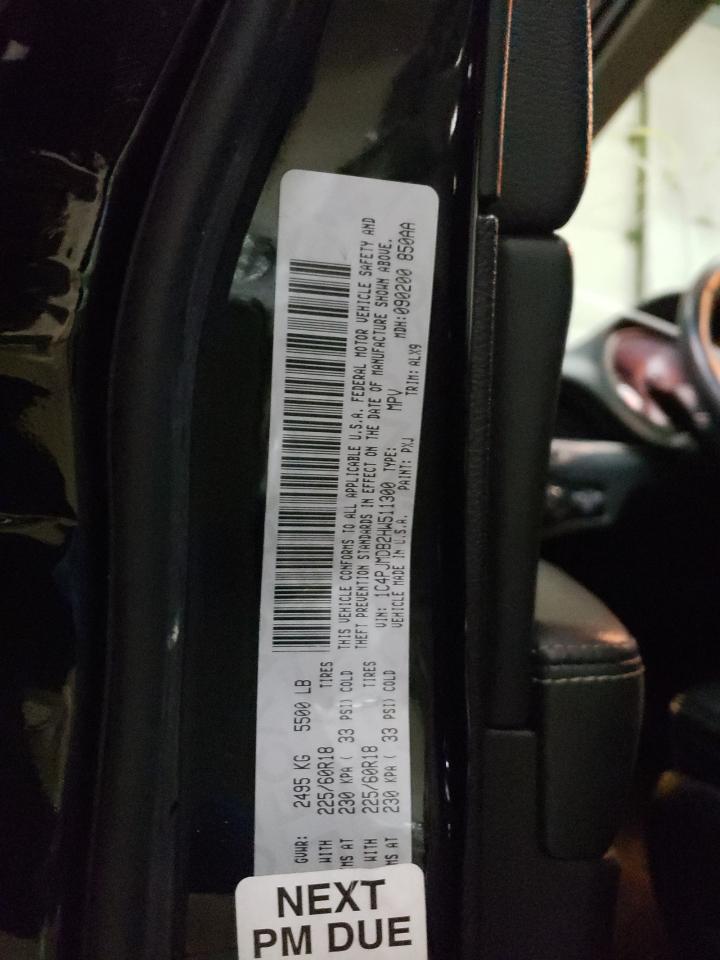 GVWR: 2495 KG 5500 LB
WITH 225/60R18 TIRES
MS AT 230 KPA ( 33 PSI) COLD
WITH 225/60R18 TIRES
MS AT 230 KPA ( 33 PSI) COLD
THIS VEHICLE CONFORMS TO ALL APPLICABLE U.S.A. FEDERAL MOTOR VEHICLE SAFETY AND
THEFT PREVENTION STANDARDS IN EFFECT ON THE DATE OF MANUFACTURE SHOWN ABOVE.
VIN: 1C4PJMDB2HW511300 TYPE: MPV MDH:090200 850AA
VEHICLE MADE IN U.S.A. PAINT: PXJ TRIM: ALX9
NEXT
PM DUE